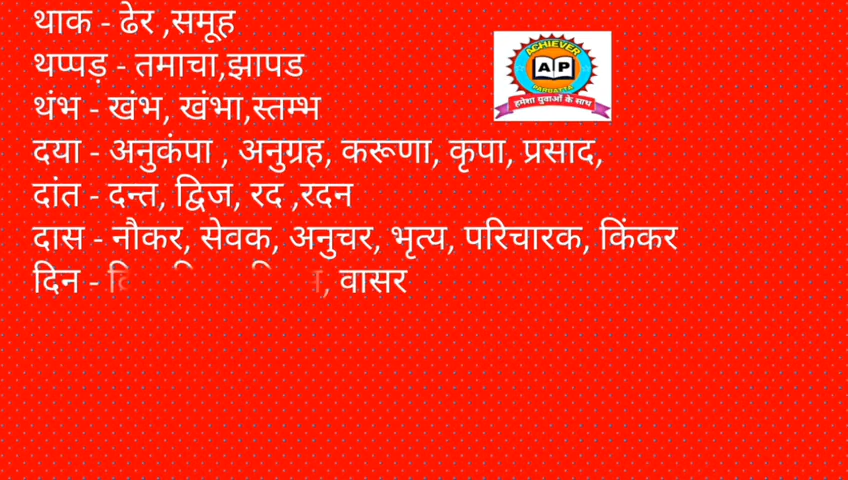 थाक - ढेर ,समूह
थप्पड़ - तमाचा,झापड
थंभ - खंभ, खंभा,स्तम्भ
दया - अनुकंपा , अनुग्रह, करूणा, कृपा, प्रसाद,
दांत - दन्त, द्विज, रद ,रदन
दास - नौकर, सेवक, अनुचर, भृत्य, परिचारक, किंकर
दिन - वासर
ACHIEVER
AP
PARBATTA
हमेशा युवाओं के साथ